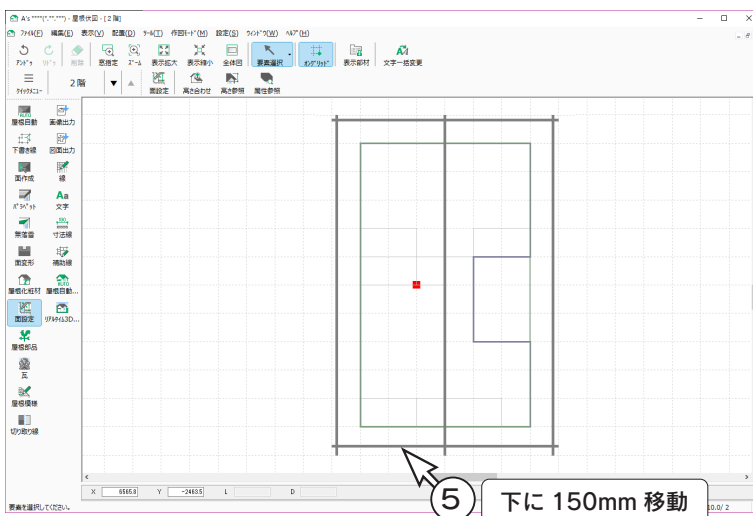 A's ****(*.**.***) - 屋根伏図 - [2 階]
ファイル(F) 編集(E) 表示(V) 配置(D) ツール(T) 作図モード(M) 設定(S) ウィンドウ(W) ヘルプ(H)
アンドゥ リドゥ 削除 窓指定 ズーム 表示拡大 表示縮小 全体図 要素選択 オングリッド 表示部材 文字一括変更
クイックメニュー 2階 面設定 高さ合わせ 高さ参照 属性参照
屋根自動 画像出力
下書き線 図面出力
面作成 線
パラペット 文字
無落雪 寸法線
面変形 補助線
屋根化粧材 屋根自動...
面設定 リアルタイム3D...
屋根部品
瓦
屋根模様
切り取り線
X 6565.8 Y -2463.5 L D
要素を選択してください。
10.0/ 2
5 下に 150mm 移動